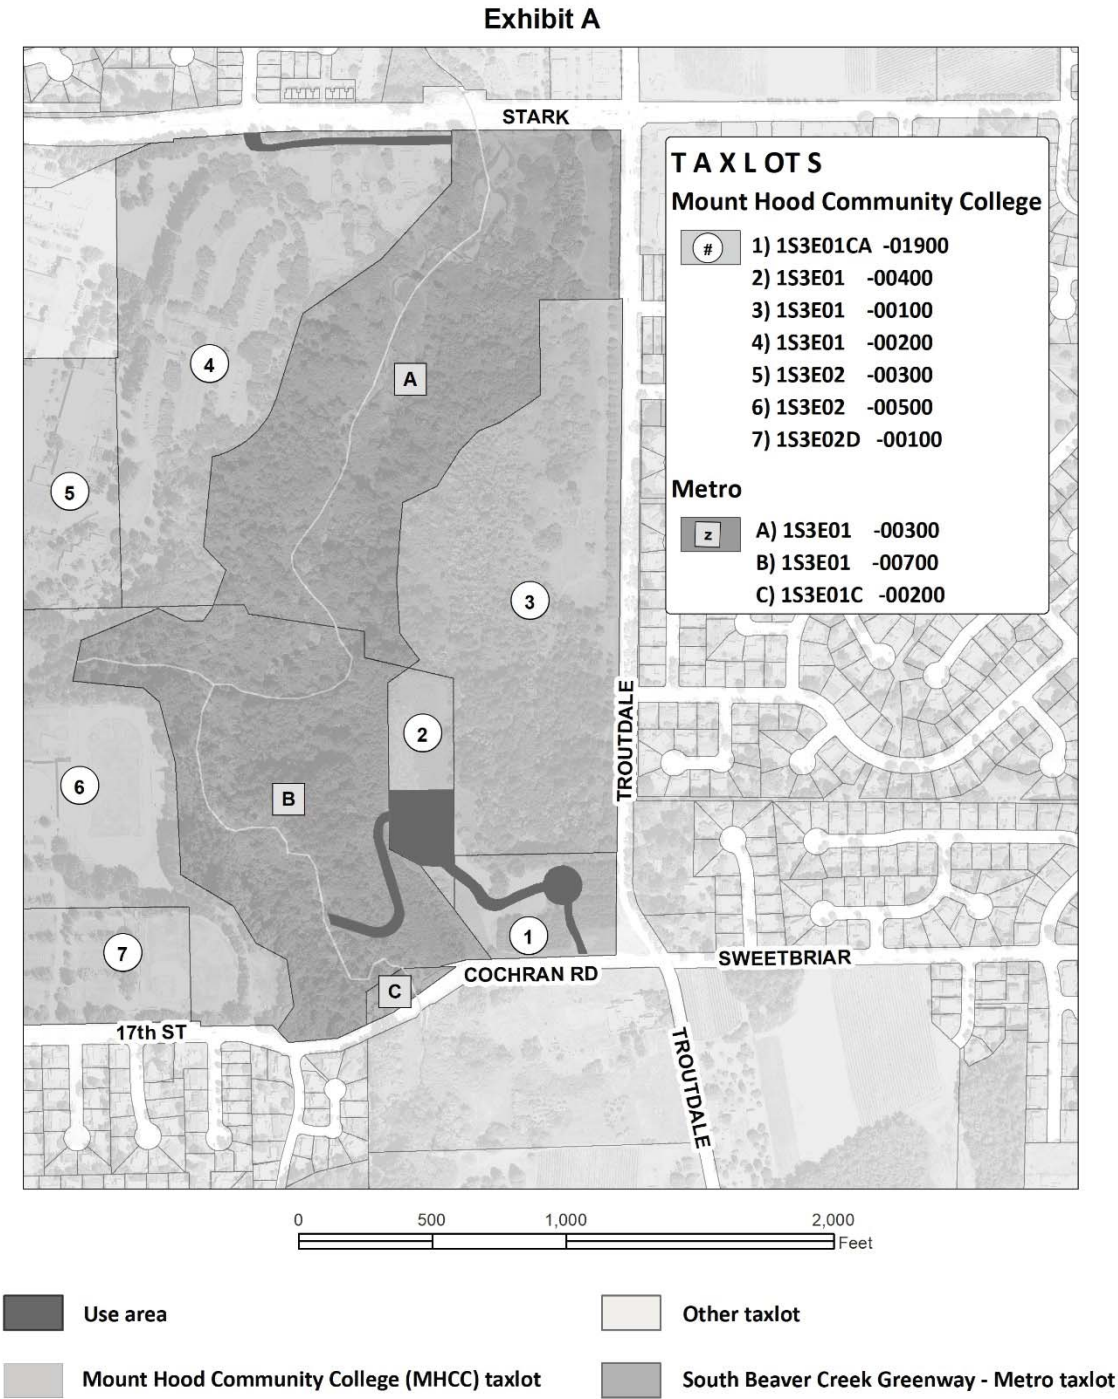 Exhibit A
STARK
TAXLOTS
Mount Hood Community College
# 1) 1S3E01CA -01900
2) 1S3E01 -00400
3) 1S3E01 -00100
4) 1S3E01 -00200
5) 1S3E02 -00300
6) 1S3E02 -00500
7) 1S3E02D -00100
Metro
z A) 1S3E01 -00300
B) 1S3E01 -00700
C) 1S3E01C -00200
4
A
5
3
TROUTDALE
2
6
B
1
7
SWEETBRIAR
COCHRAN RD
C
17th ST
TROUTDALE
0 500 1,000 2,000
Feet
Use area
Other taxlot
Mount Hood Community College (MHCC) taxlot
South Beaver Creek Greenway - Metro taxlot